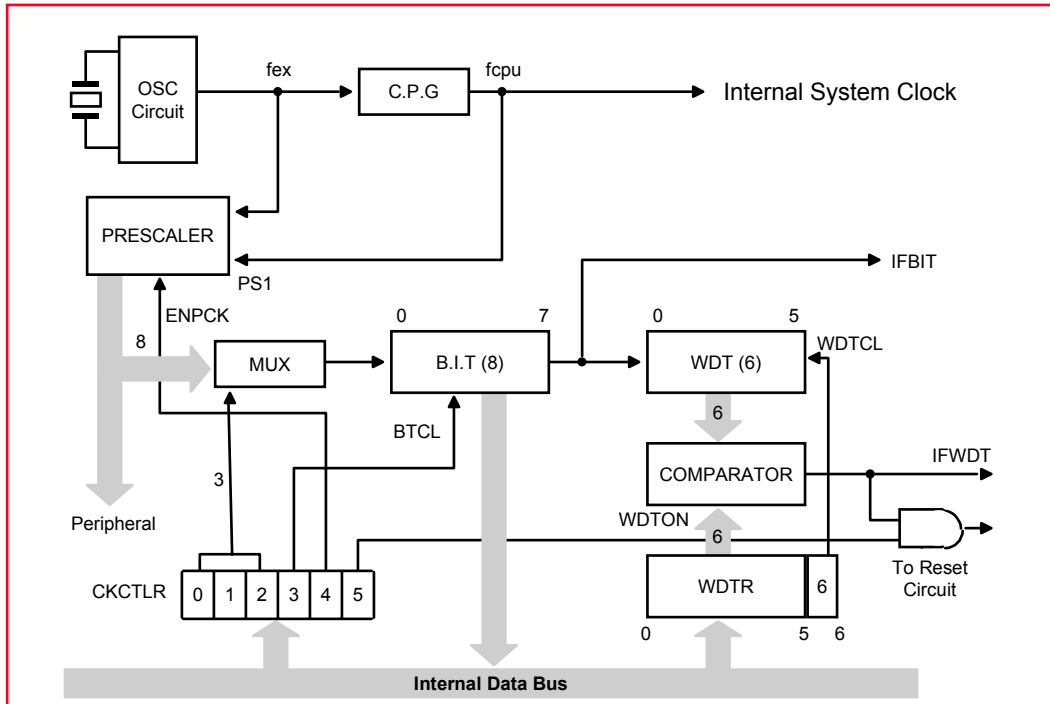 OSC
Circuit
fex
C.P.G
fcpu
Internal System Clock
PRESCALER
PS1
IFBIT
ENPCK
8
MUX
0 7
B.I.T (8)
0 5
WDT (6)
WDTCL
BTCL
6
3
COMPARATOR
IFWDT
Peripheral
WDTON
6
To Reset
Circuit
CKCTLR
0 1 2 3 4 5
WDTR
6
0 5 6
Internal Data Bus